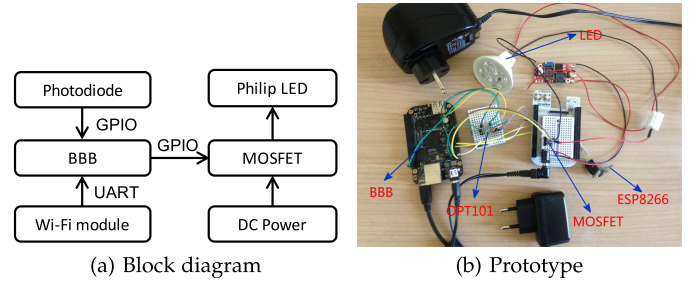 Photodiode
Philip LED
GPIO
GPIO
BBB
MOSFET
UART
Wi-Fi module
DC Power
(a) Block diagram
LED
BBB
OPT101
MOSFET
ESP8266
(b) Prototype